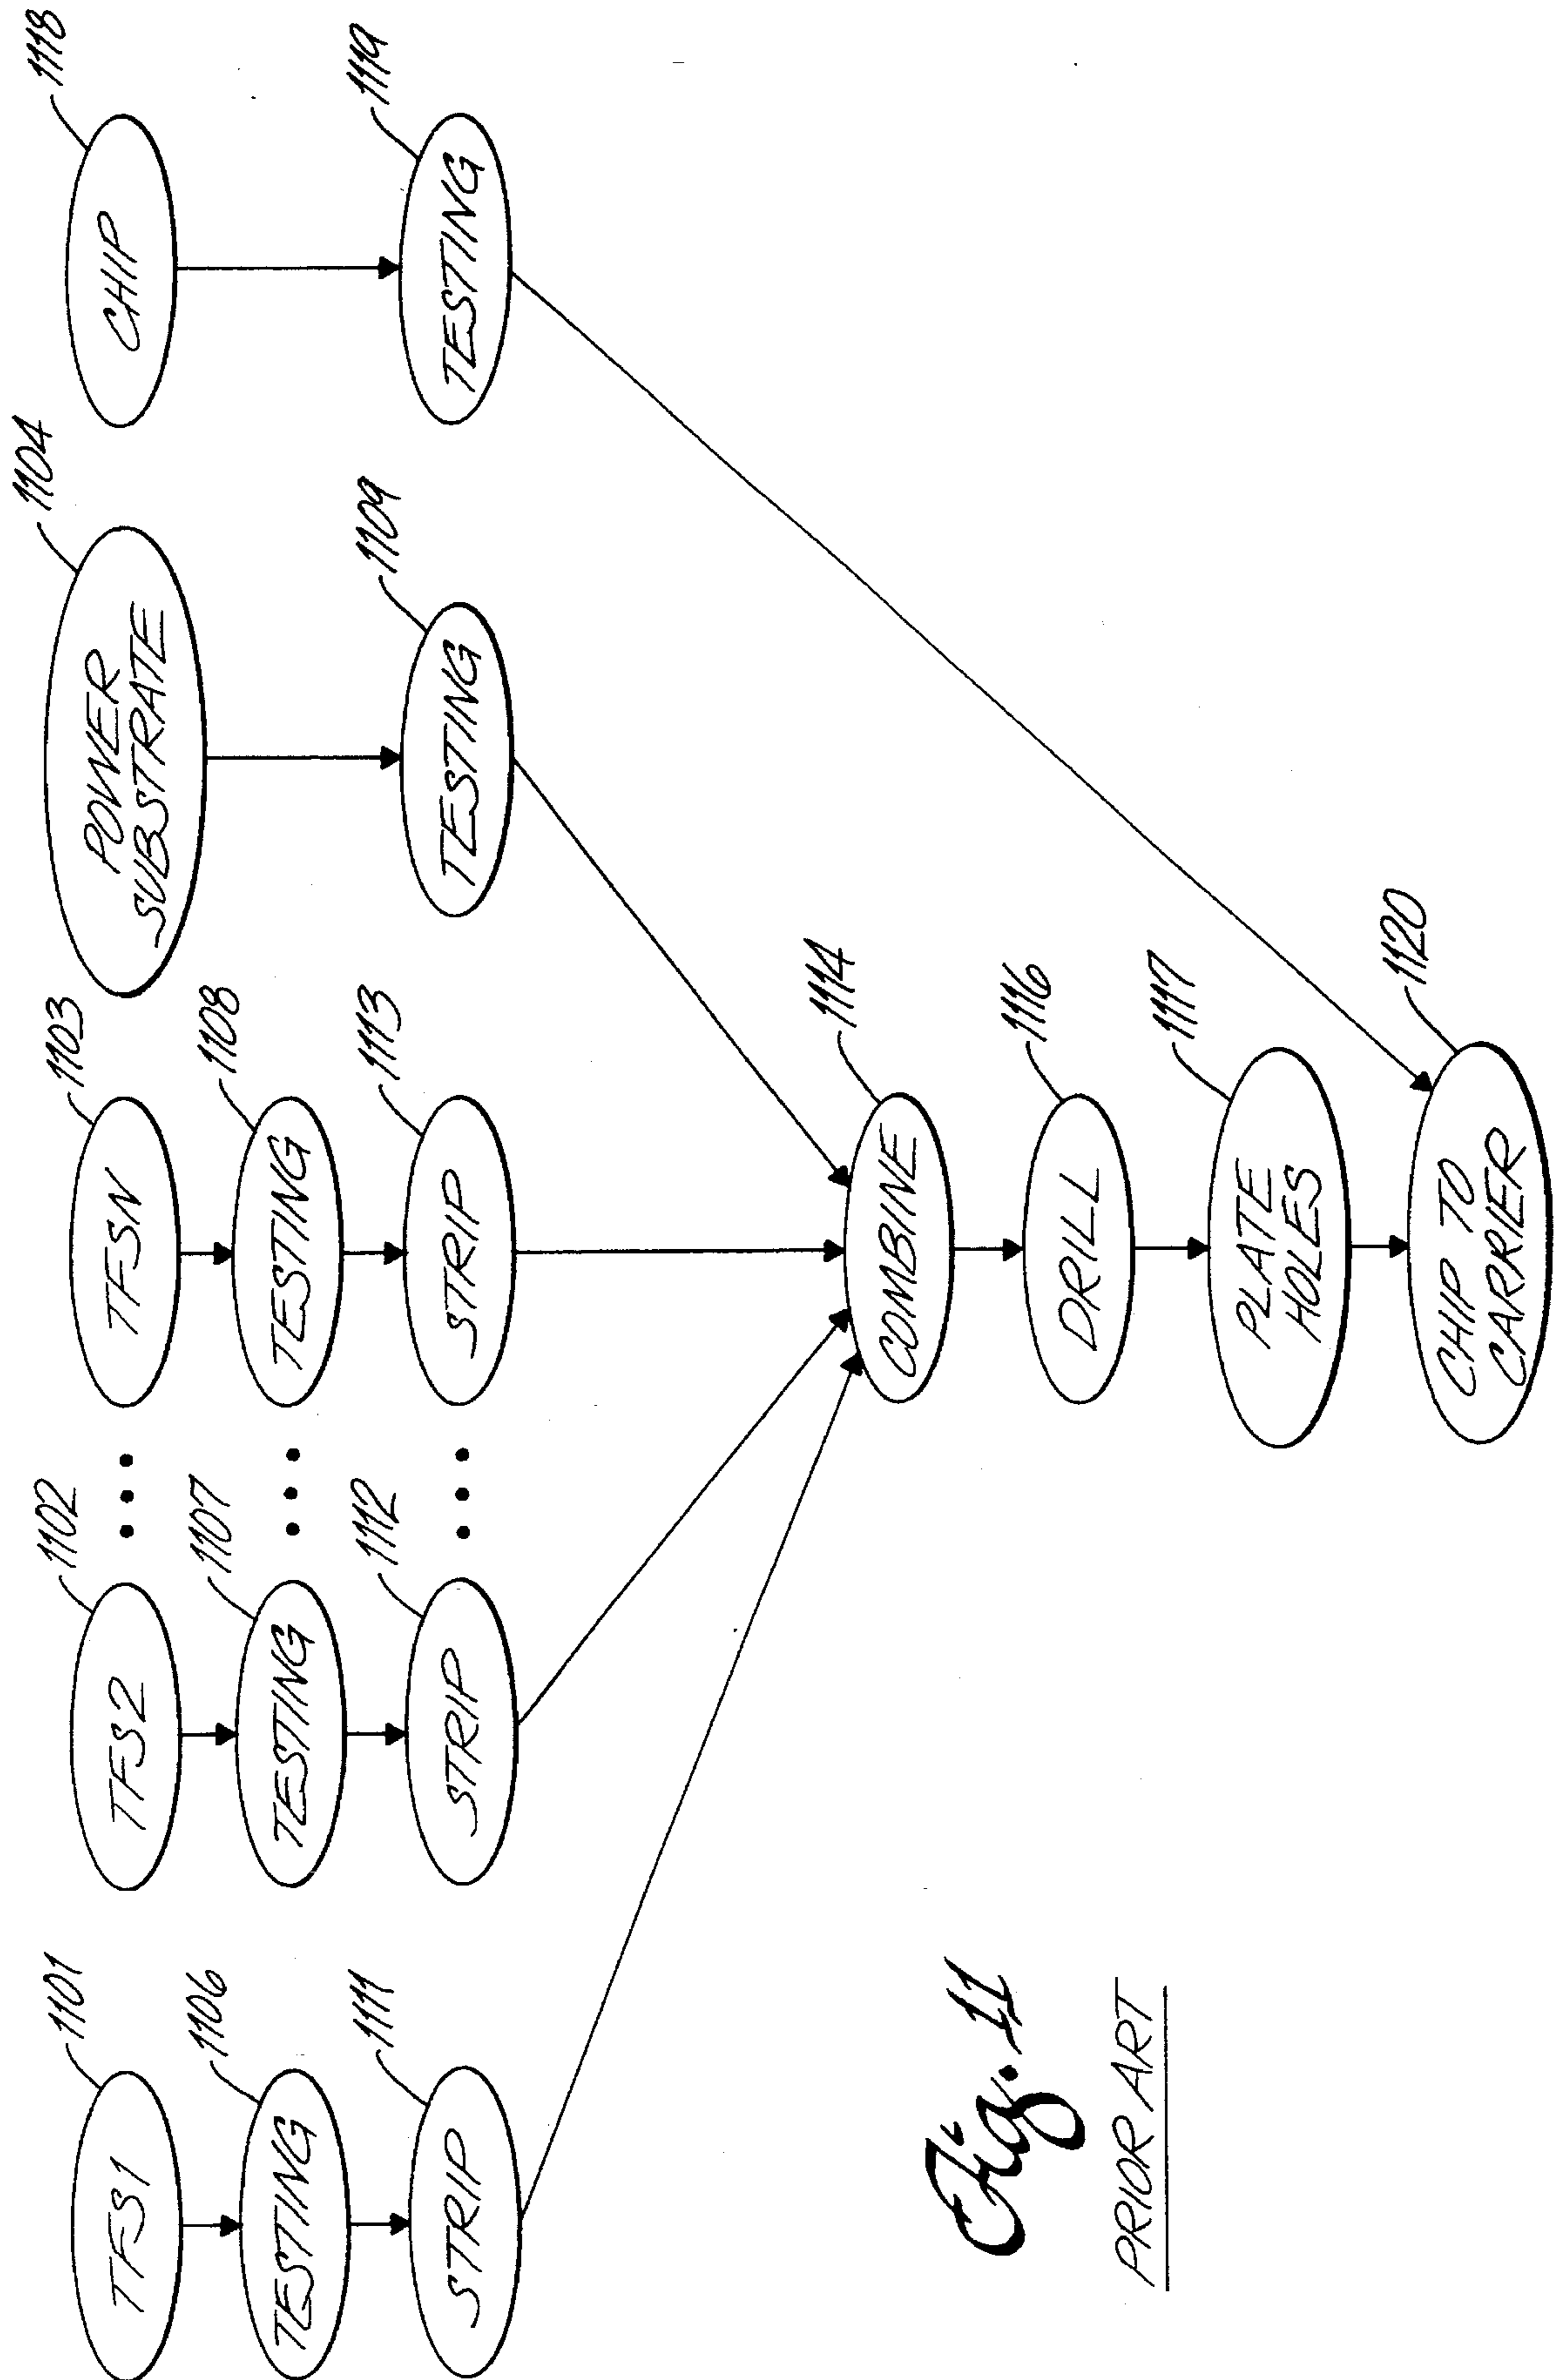 1101
1102
1103
1104
1118
TFS1
TFS2
• • •
TFSN
POWER
SUBSTRATE
CHIP
1106
1107
1108
1109
1119
TESTING
TESTING
• • •
TESTING
TESTING
TESTING
1111
1112
1113
STRIP
STRIP
• • •
STRIP
1114
COMBINE
1116
DRILL
1117
PLATE
HOLES
1120
CHIP TO
CARRIER
Fig. 11
PRIOR ART